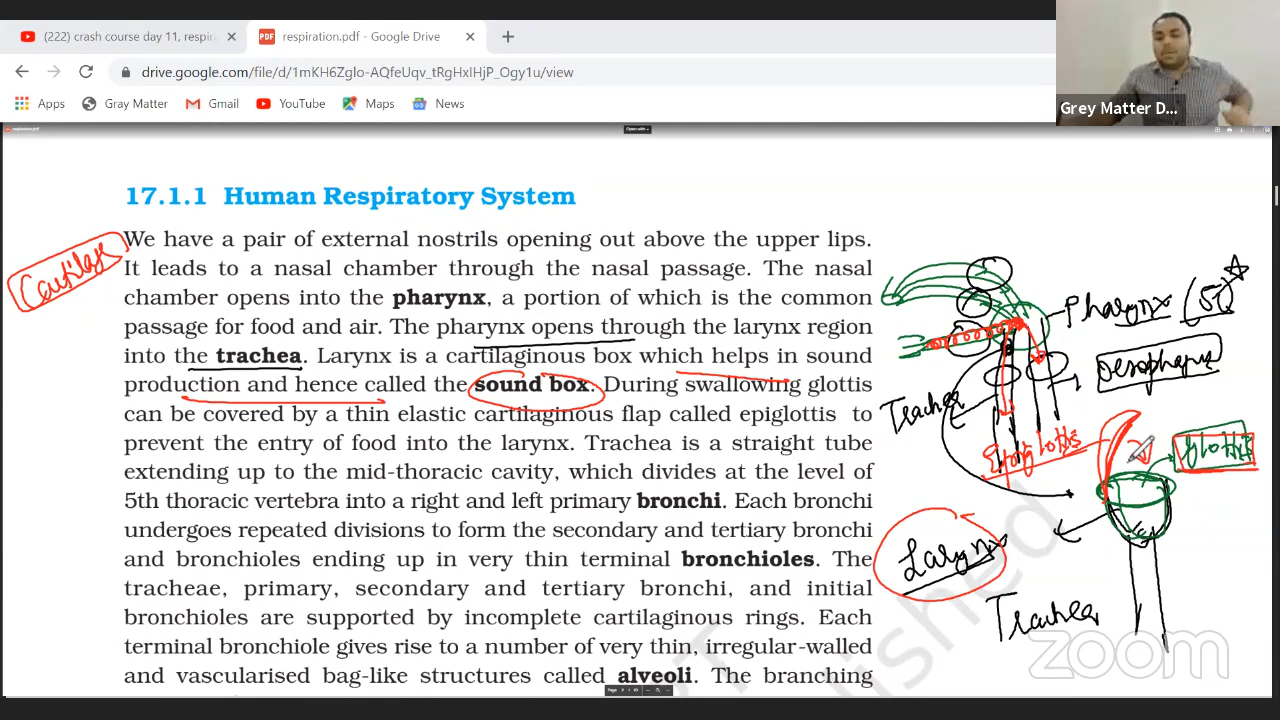 (222) crash course day 11, respira
respiration.pdf - Google Drive
drive.google.com/file/d/1mKH6Zglo-AQfeUqv_tRgHxlHjP_Ogy1u/view
Apps Gray Matter Gmail YouTube Maps News
Grey Matter D...
respiration.pdf
Open with
17.1.1 Human Respiratory System
We have a pair of external nostrils opening out above the upper lips.
It leads to a nasal chamber through the nasal passage. The nasal
chamber opens into the pharynx, a portion of which is the common
passage for food and air. The pharynx opens through the larynx region
into the trachea. Larynx is a cartilaginous box which helps in sound
production and hence called the sound box. During swallowing glottis
can be covered by a thin elastic cartilaginous flap called epiglottis to
prevent the entry of food into the larynx. Trachea is a straight tube
extending up to the mid-thoracic cavity, which divides at the level of
5th thoracic vertebra into a right and left primary bronchi. Each bronchi
undergoes repeated divisions to form the secondary and tertiary bronchi
and bronchioles ending up in very thin terminal bronchioles. The
tracheae, primary, secondary and tertiary bronchi, and initial
bronchioles are supported by incomplete cartilaginous rings. Each
terminal bronchiole gives rise to a number of very thin, irregular-walled
and vascularised bag-like structures called alveoli. The branching
Cartilage
Pharynx
Oesophagus
Trachea
Epiglottis
Glottis
Larynx
Trachea
zoom
Page 2 /